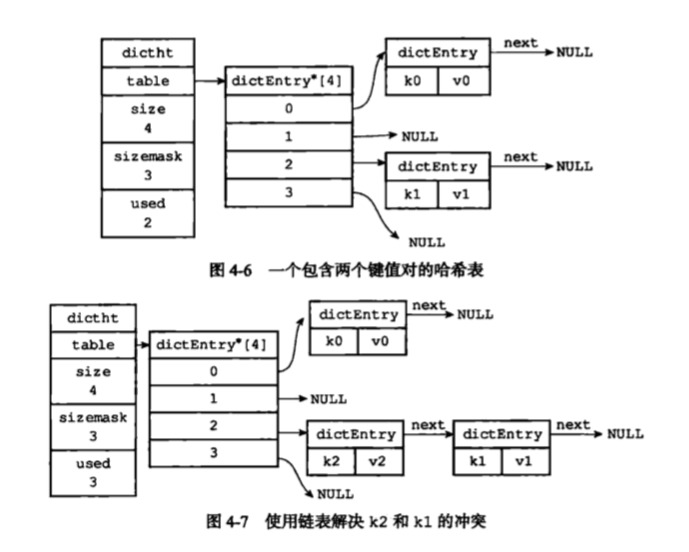 dictht
table
size
4
sizemask
3
used
2
dictEntry*[4]
0
1
2
3
dictEntry
k0 v0
next
NULL
NULL
dictEntry
k1 v1
next
NULL
NULL
图 4-6 一个包含两个键值对的哈希表
dictht
table
size
4
sizemask
3
used
3
dictEntry*[4]
0
1
2
3
dictEntry
k0 v0
next
NULL
NULL
dictEntry
k2 v2
next
dictEntry
k1 v1
next
NULL
NULL
图 4-7 使用链表解决 k2 和 k1 的冲突